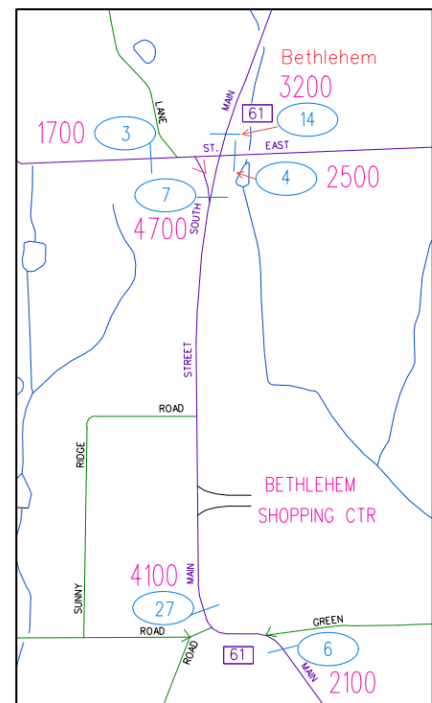 Bethlehem
3200
MAIN
61
14
LANE
1700
3
ST.
EAST
4
2500
7
4700
SOUTH
STREET
ROAD
RIDGE
SUNNY
BETHLEHEM
SHOPPING CTR
4100
MAIN
27
ROAD
ROAD
GREEN
61
6
2100
MAIN